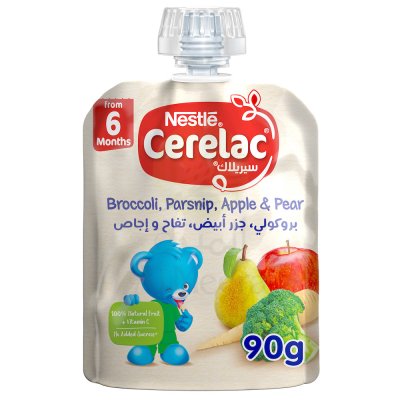 from
6
Months
Nestlé
Cerelac®
سيريلاك®
Broccoli, Parsnip, Apple & Pear
بروكولي، جزر أبيض، تفاح و إجاص
100% Natural Fruit
+ Vitamin C
No Added Sucrose*
90g